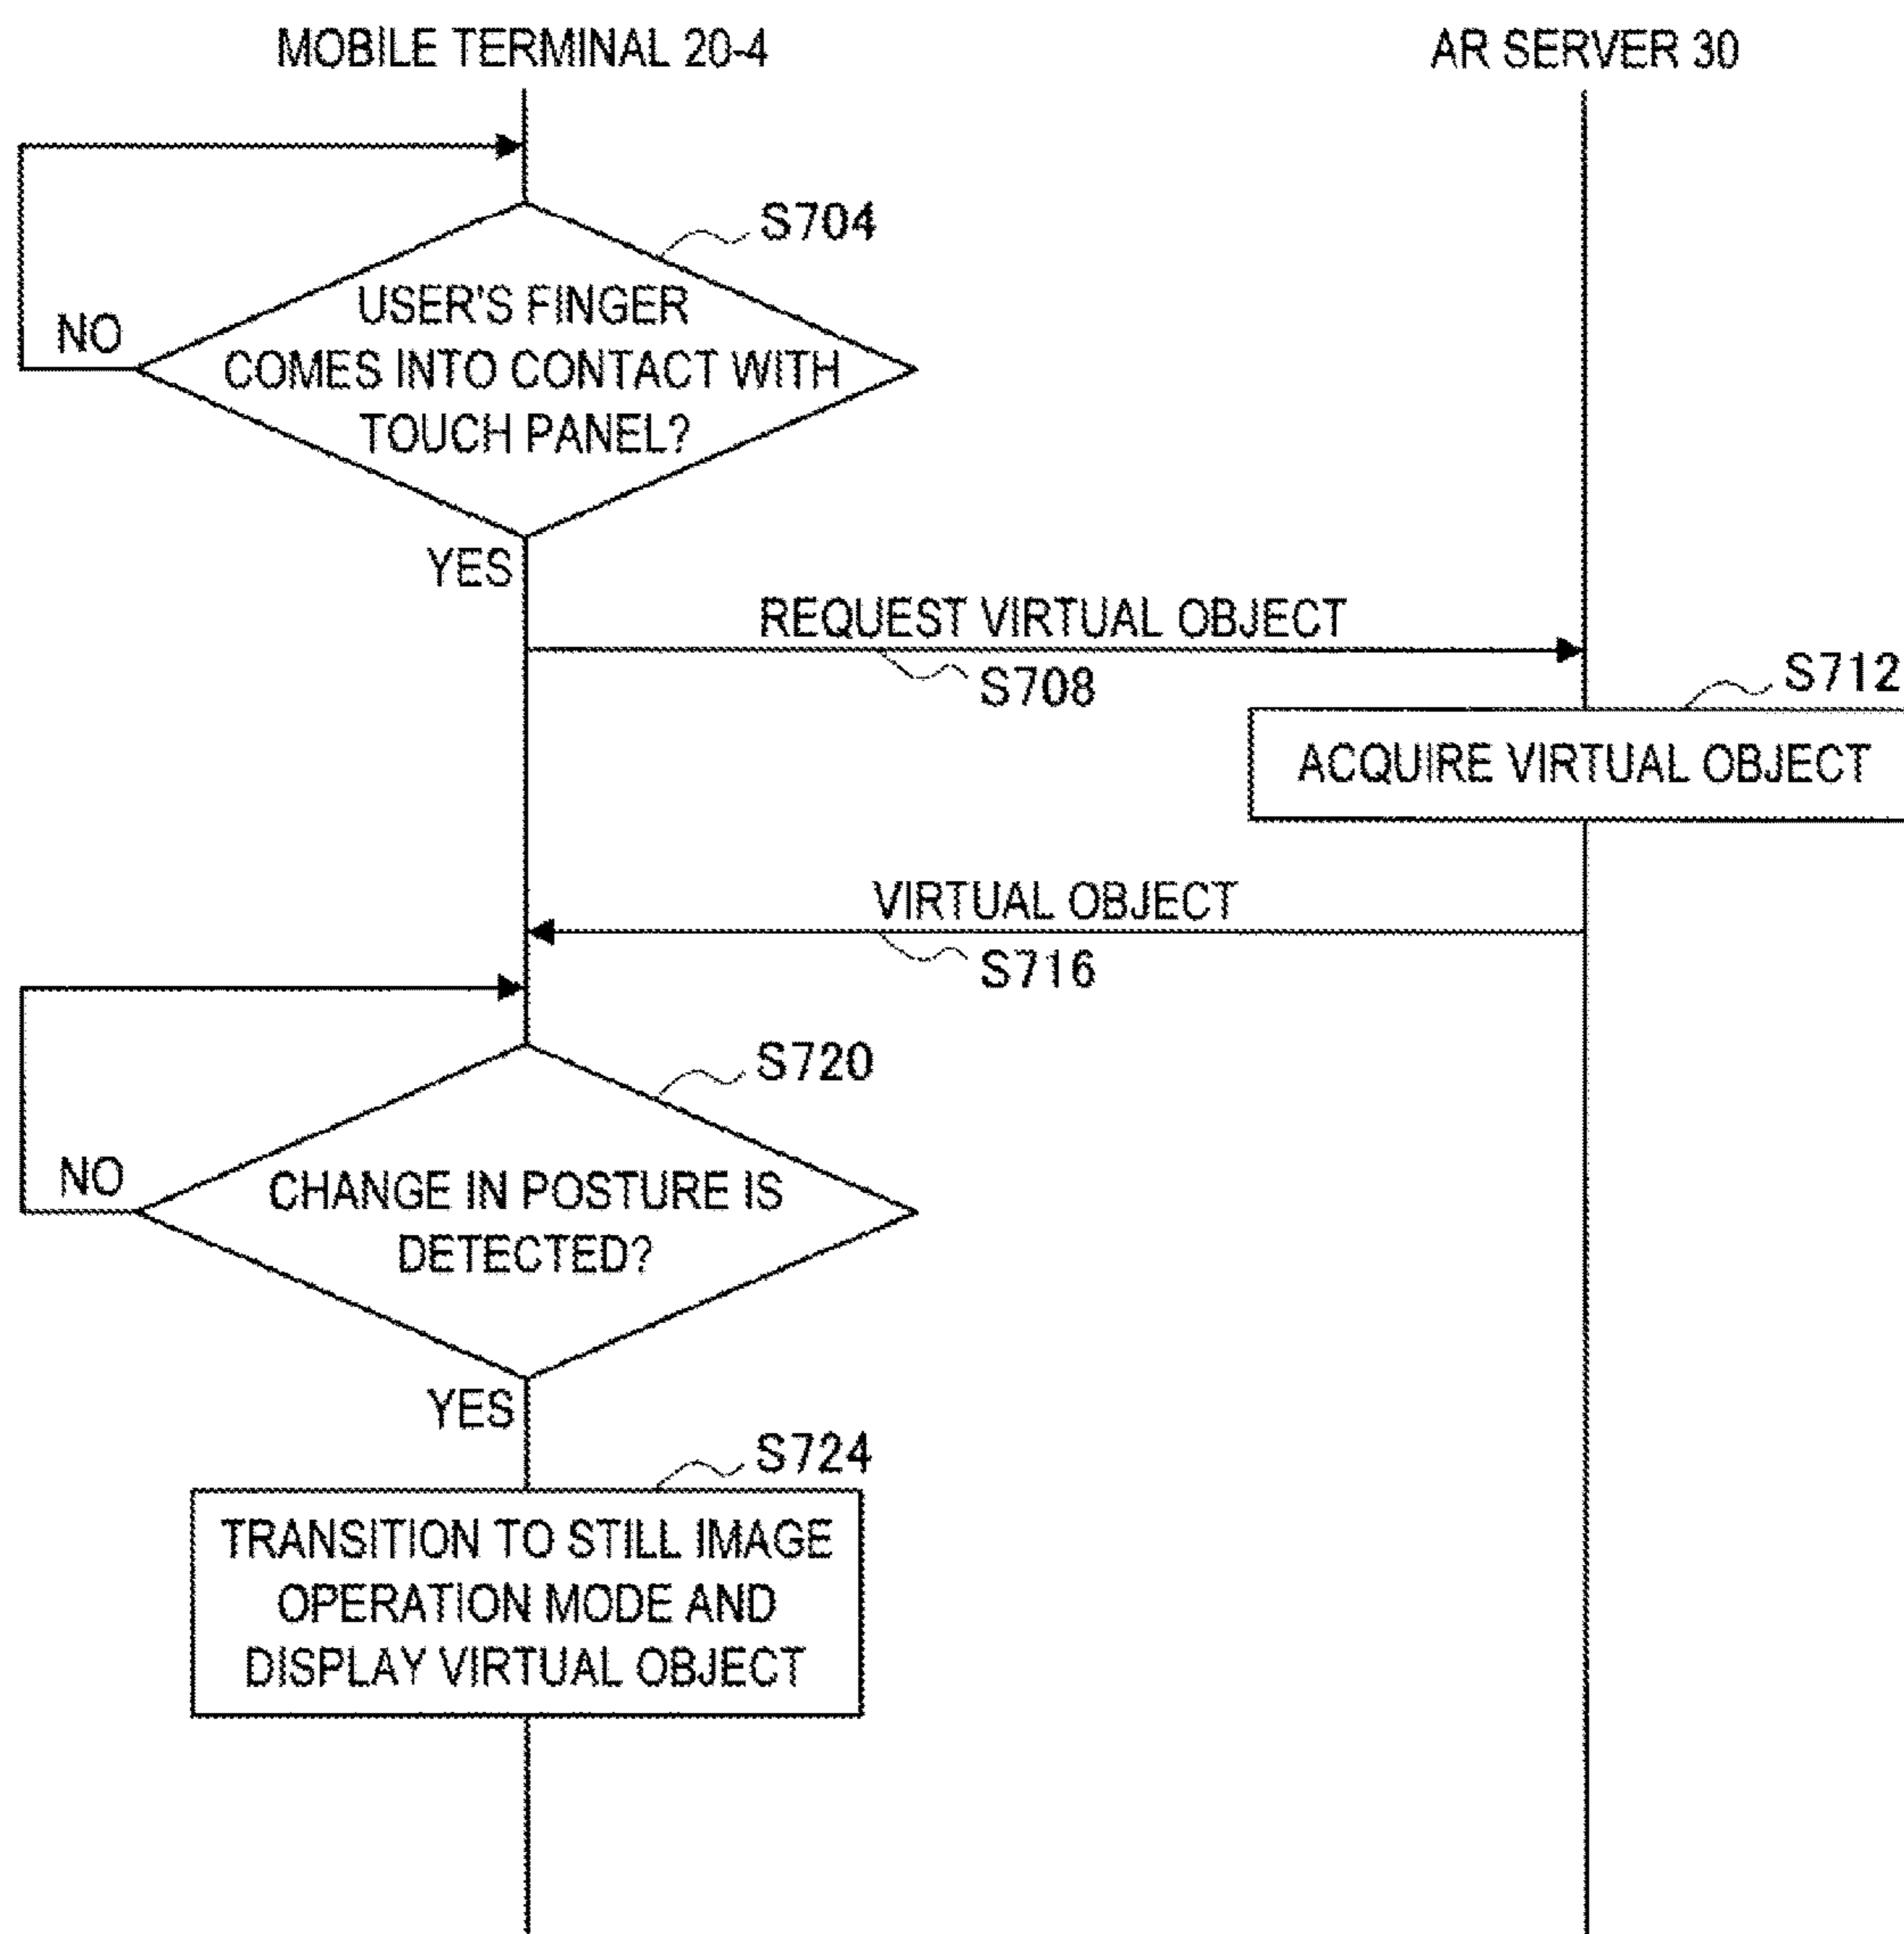 MOBILE TERMINAL 20-4
AR SERVER 30
S704
USER'S FINGER
COMES INTO CONTACT WITH
TOUCH PANEL?
NO
YES
REQUEST VIRTUAL OBJECT
S708
S712
ACQUIRE VIRTUAL OBJECT
VIRTUAL OBJECT
S716
S720
CHANGE IN POSTURE IS
DETECTED?
NO
YES
S724
TRANSITION TO STILL IMAGE
OPERATION MODE AND
DISPLAY VIRTUAL OBJECT